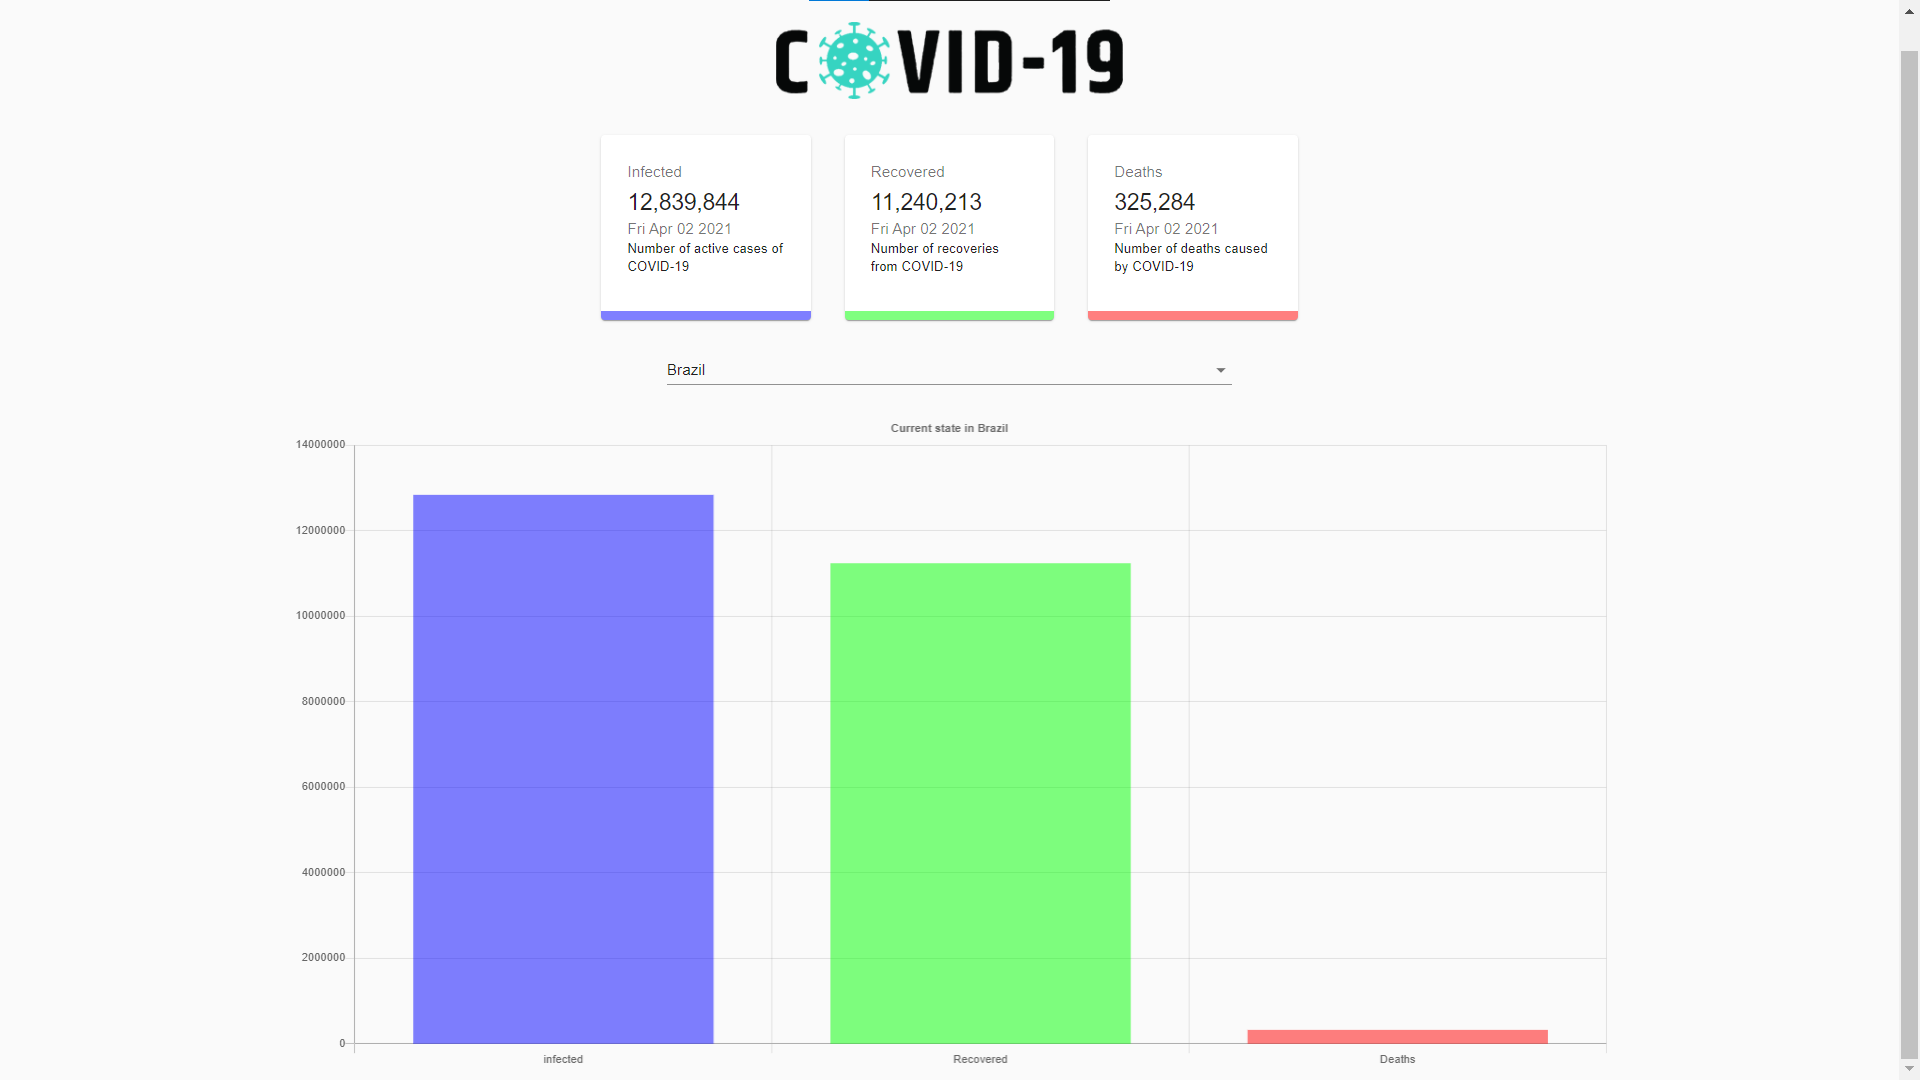 COVID-19
Infected
12,839,844
Fri Apr 02 2021
Number of active cases of
COVID-19
Recovered
11,240,213
Fri Apr 02 2021
Number of recoveries
from COVID-19
Deaths
325,284
Fri Apr 02 2021
Number of deaths caused
by COVID-19
Brazil
Current state in Brazil
14000000
12000000
10000000
8000000
6000000
4000000
2000000
0
infected
Recovered
Deaths